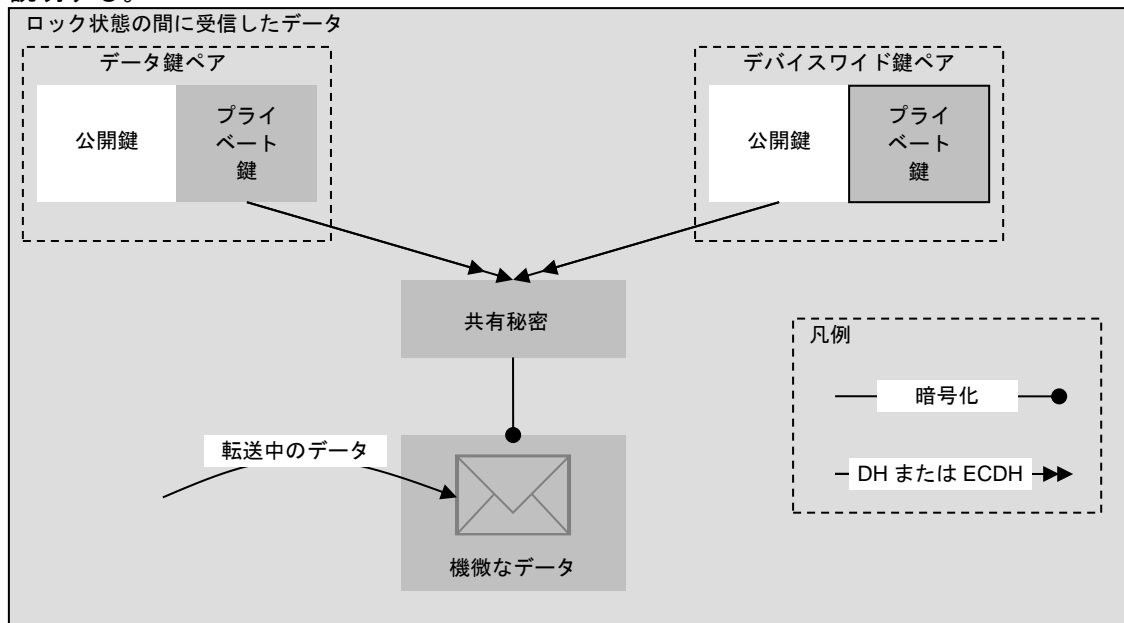 説明する。
ロック状態の間に受信したデータ
データ鍵ペア
デバイスワイド鍵ペア
公開鍵
プライ
ベート
鍵
公開鍵
プライ
ベート
鍵
共有秘密
凡例
暗号化
転送中のデータ
DH または ECDH
機微なデータ